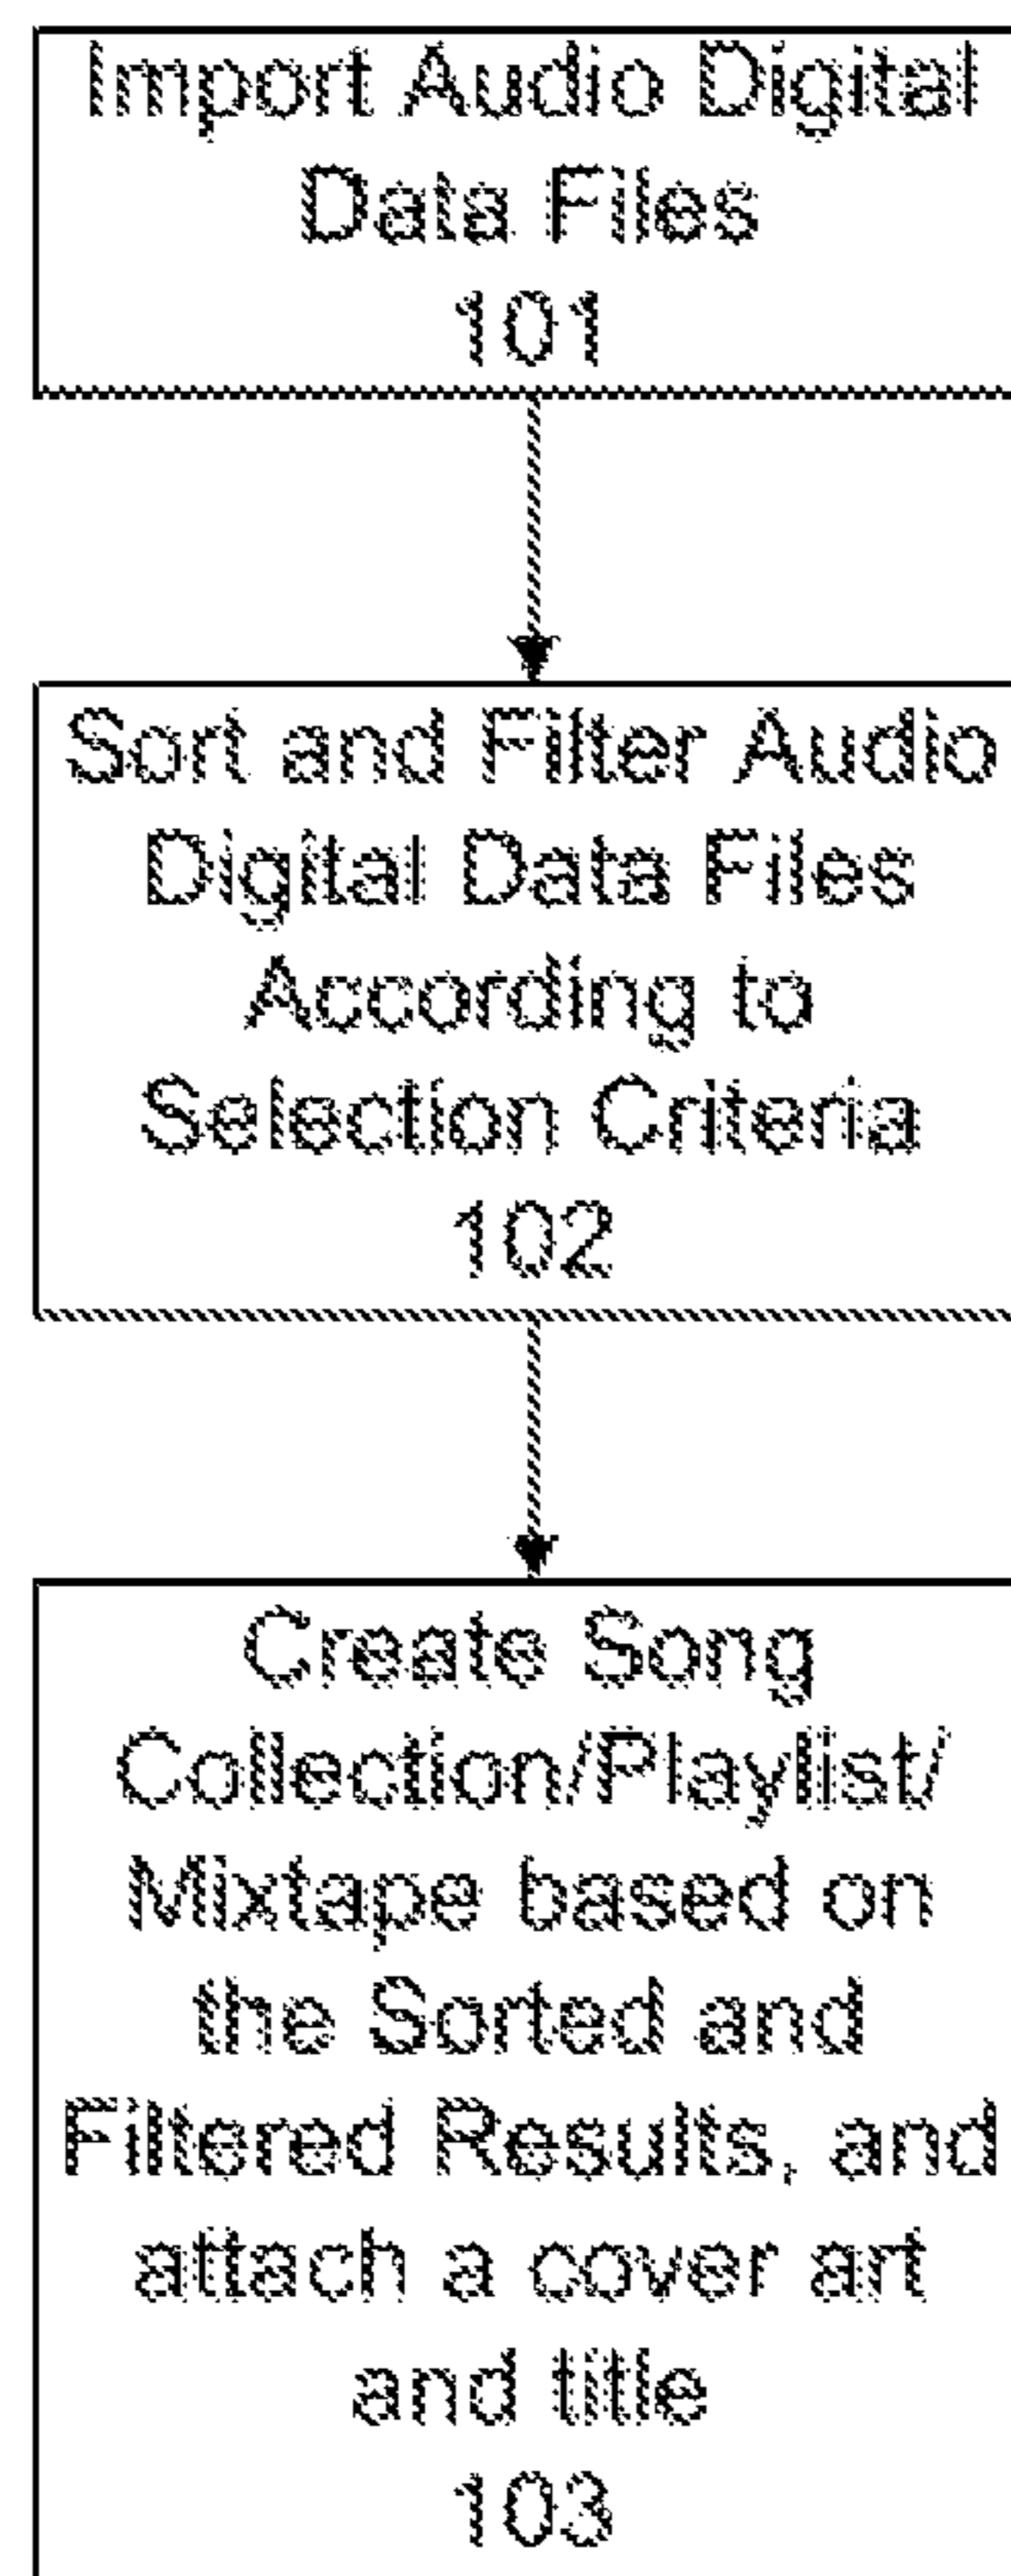 Import Audio Digital
Data Files
101
Sort and Filter Audio
Digital Data Files
According to
Selection Criteria
102
Create Song
Collection/Playlist/
Mixtape based on
the Sorted and
Filtered Results, and
attach a cover art
and title
103